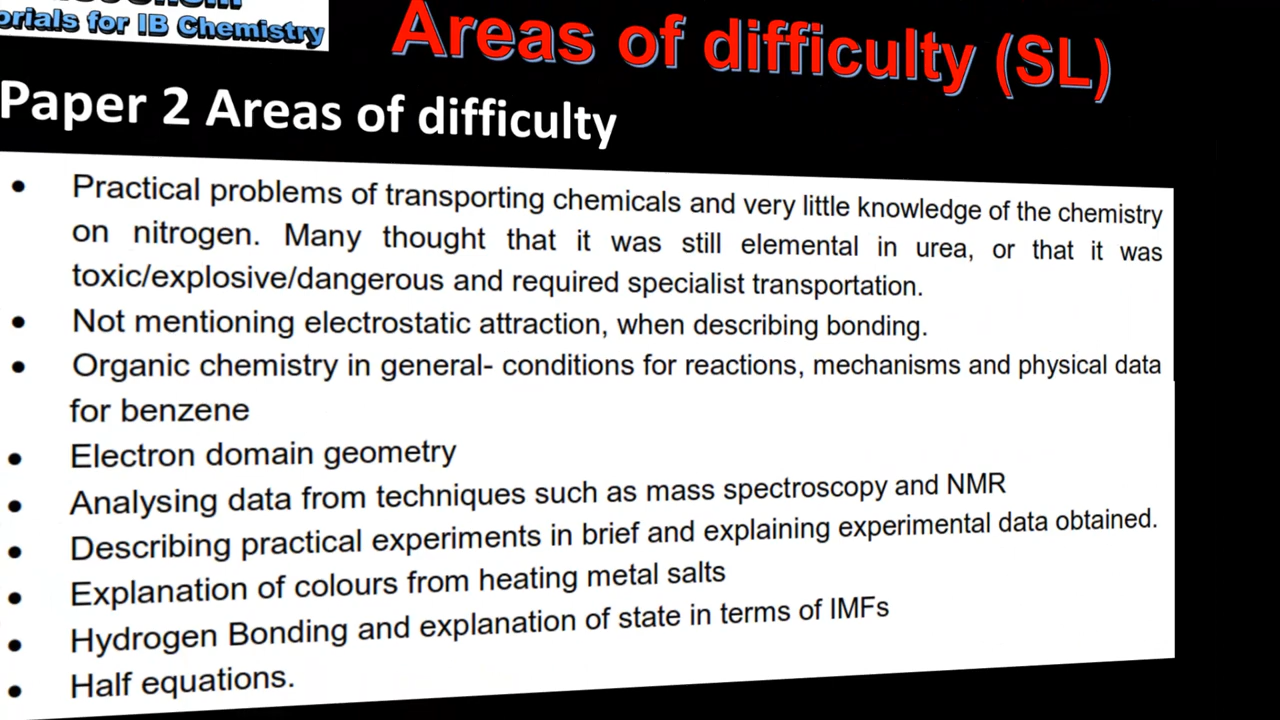 orials for IB Chemistry
Areas of difficulty (SL)
Paper 2 Areas of difficulty
• Practical problems of transporting chemicals and very little knowledge of the chemistry
on nitrogen. Many thought that it was still elemental in urea, or that it was
toxic/explosive/dangerous and required specialist transportation.
• Not mentioning electrostatic attraction, when describing bonding.
• Organic chemistry in general- conditions for reactions, mechanisms and physical data
for benzene
• Electron domain geometry
• Analysing data from techniques such as mass spectroscopy and NMR
• Describing practical experiments in brief and explaining experimental data obtained.
• Explanation of colours from heating metal salts
• Hydrogen Bonding and explanation of state in terms of IMFs
• Half equations.